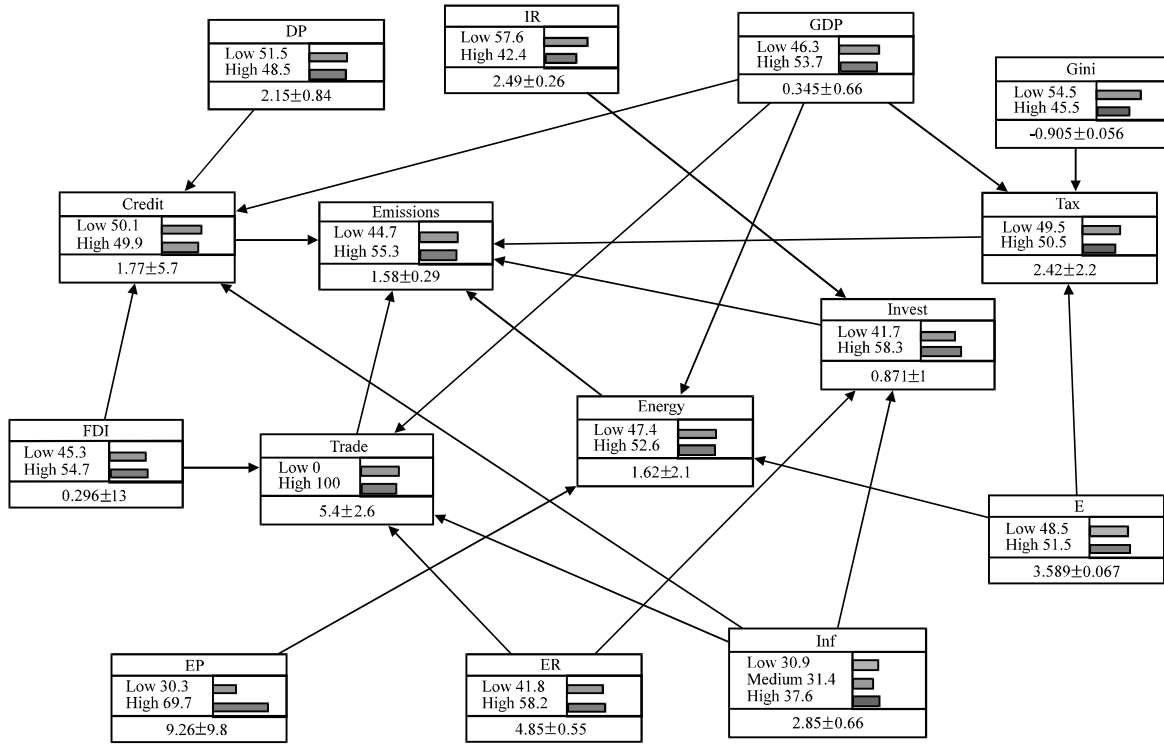 DP
Low 51.5
High 48.5
2.15±0.84
IR
Low 57.6
High 42.4
2.49±0.26
GDP
Low 46.3
High 53.7
0.345±0.66
Gini
Low 54.5
High 45.5
-0.905±0.056
Credit
Low 50.1
High 49.9
1.77±5.7
Emissions
Low 44.7
High 55.3
1.58±0.29
Tax
Low 49.5
High 50.5
2.42±2.2
Invest
Low 41.7
High 58.3
0.871±1
FDI
Low 45.3
High 54.7
0.296±13
Trade
Low 0
High 100
5.4±2.6
Energy
Low 47.4
High 52.6
1.62±2.1
E
Low 48.5
High 51.5
3.589±0.067
EP
Low 30.3
High 69.7
9.26±9.8
ER
Low 41.8
High 58.2
4.85±0.55
Inf
Low 30.9
Medium 31.4
High 37.6
2.85±0.66